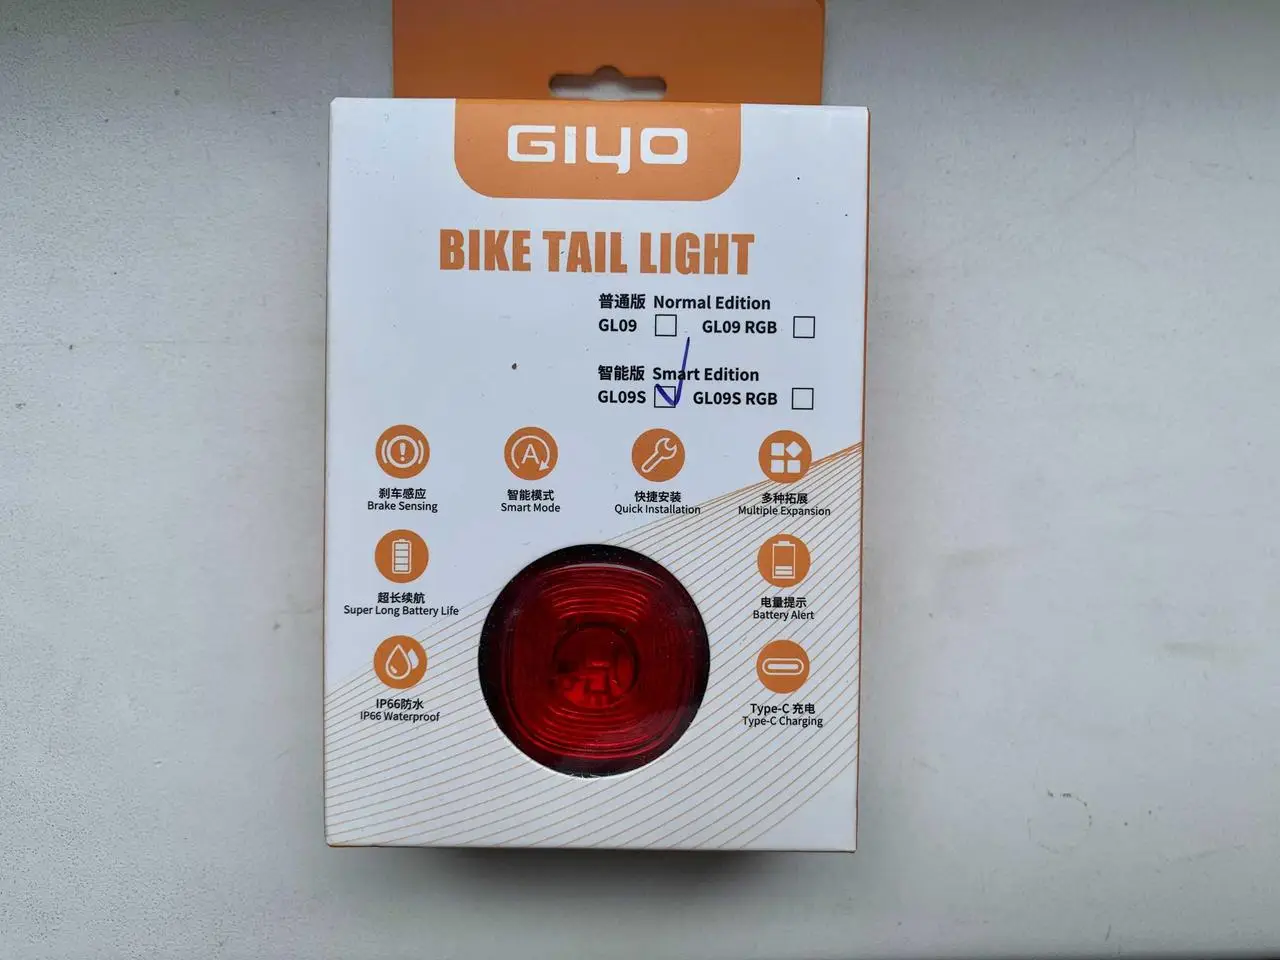 GIYO
BIKE TAIL LIGHT
普通版 Normal Edition
GL09 GL09 RGB
智能版 Smart Edition
GL09S GL09S RGB
刹车感应
Brake Sensing
A
智能模式
Smart Mode
快捷安装
Quick Installation
多种拓展
Multiple Expansion
超长续航
Super Long Battery Life
电量提示
Battery Alert
IP66防水
IP66 Waterproof
Type-C 充电
Type-C Charging